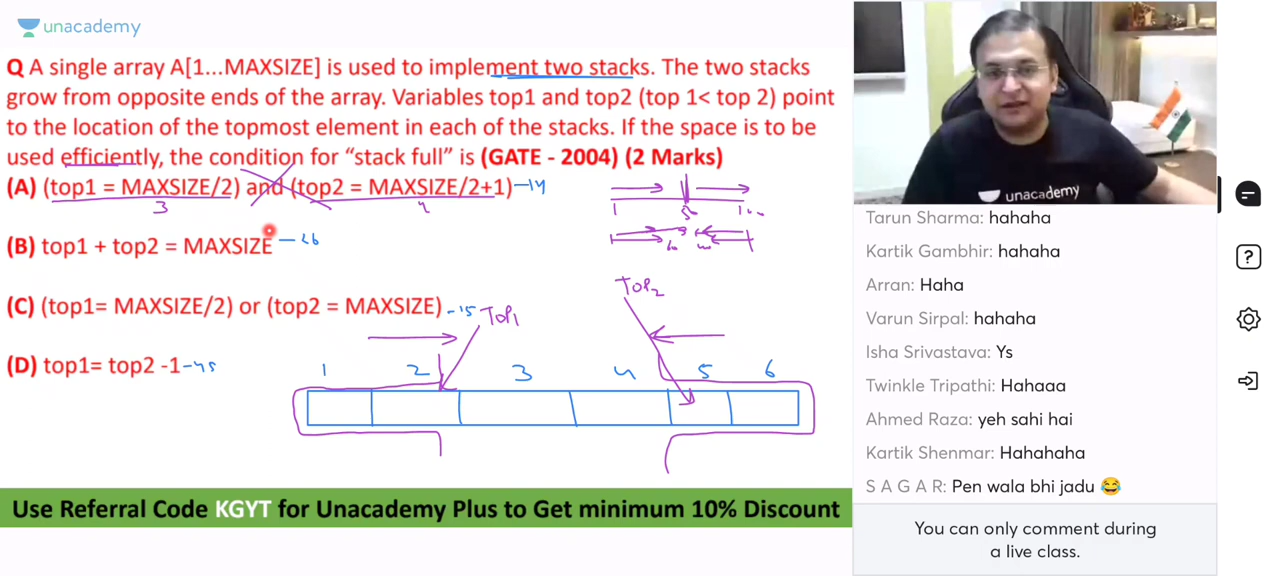 unacademy
Q A single array A[1...MAXSIZE] is used to implement two stacks. The two stacks
grow from opposite ends of the array. Variables top1 and top2 (top 1< top 2) point
to the location of the topmost element in each of the stacks. If the space is to be
used efficiently, the condition for “stack full” is (GATE - 2004) (2 Marks)
(A) (top1 = MAXSIZE/2) and (top2 = MAXSIZE/2+1) -14
3 4
1 50 100
60
(B) top1 + top2 = MAXSIZE -26
(C) (top1= MAXSIZE/2) or (top2 = MAXSIZE) -15
TOP1
TOP2
(D) top1= top2 -1 -45
1 2 3 4 5 6
Use Referral Code KGYT for Unacademy Plus to Get minimum 10% Discount
unacademy
Tarun Sharma: hahaha
Kartik Gambhir: hahaha
Arran: Haha
Varun Sirpal: hahaha
Isha Srivastava: Ys
Twinkle Tripathi: Hahaaa
Ahmed Raza: yeh sahi hai
Kartik Shenmar: Hahahaha
S A G A R: Pen wala bhi jadu 😂
You can only comment during
a live class.
?